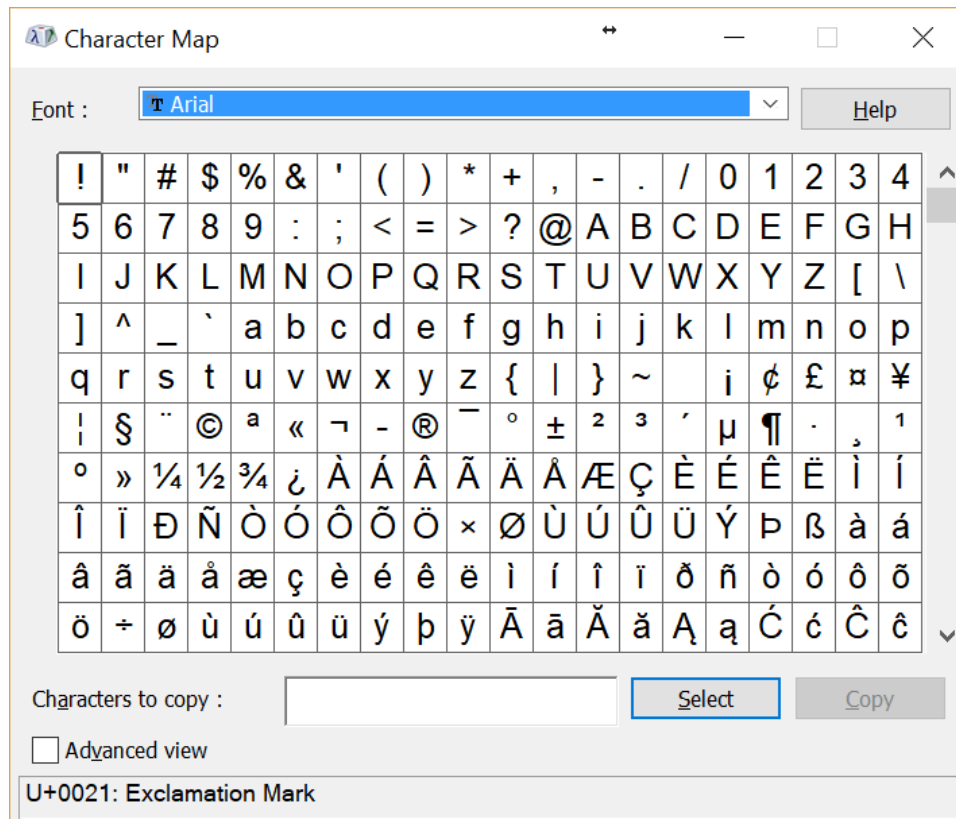 Character Map
Font : Arial Help
! " # $ % & ' ( ) * + , - . / 0 1 2 3 4
5 6 7 8 9 : ; < = > ? @ A B C D E F G H
I J K L M N O P Q R S T U V W X Y Z [ \
] ^ _ ` a b c d e f g h i j k l m n o p
q r s t u v w x y z { | } ~   ¡ ¢ £ ¤ ¥
¦ § ¨ © ª « ¬ - ® ¯ ° ± ² ³ ´ µ ¶ · ¸ ¹
º » ¼ ½ ¾ ¿ À Á Â Ã Ä Å Æ Ç È É Ê Ë Ì Í
Î Ï Ð Ñ Ò Ó Ô Õ Ö × Ø Ù Ú Û Ü Ý Þ ß à á
â ã ä å æ ç è é ê ë ì í î ï ð ñ ò ó ô õ
ö ÷ ø ù ú û ü ý þ ÿ Ā ā Ă ă Ą ą Ć ć Ĉ ĉ
Characters to copy : Select Copy
Advanced view
U+0021: Exclamation Mark